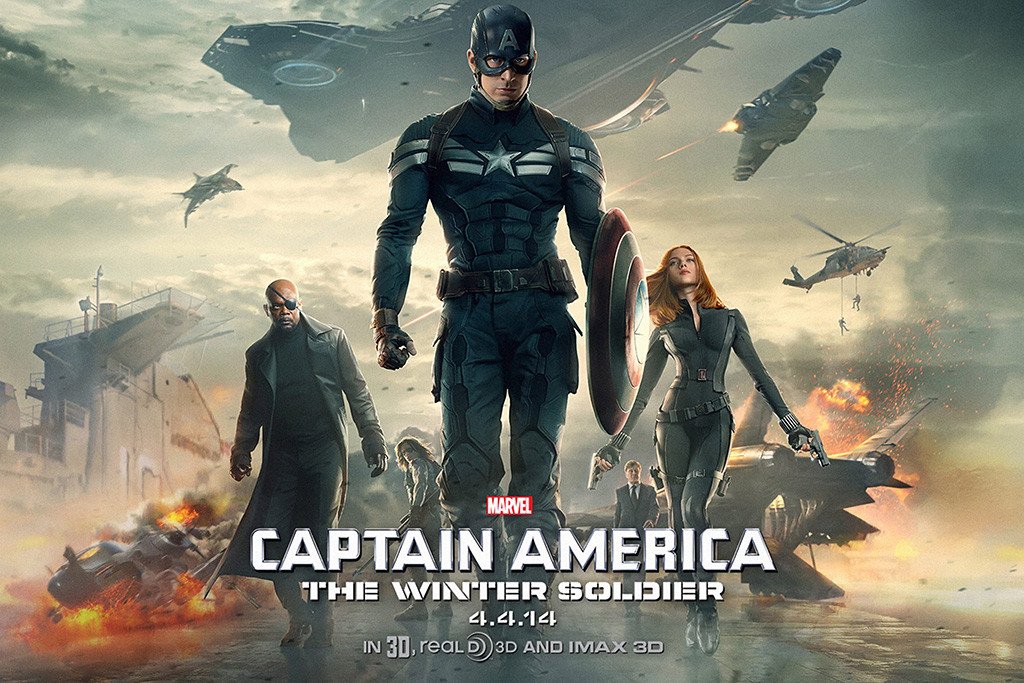 A
MARVEL
CAPTAIN AMERICA
THE WINTER SOLDIER
4.4.14
IN 3D, REAL D 3D AND IMAX 3D